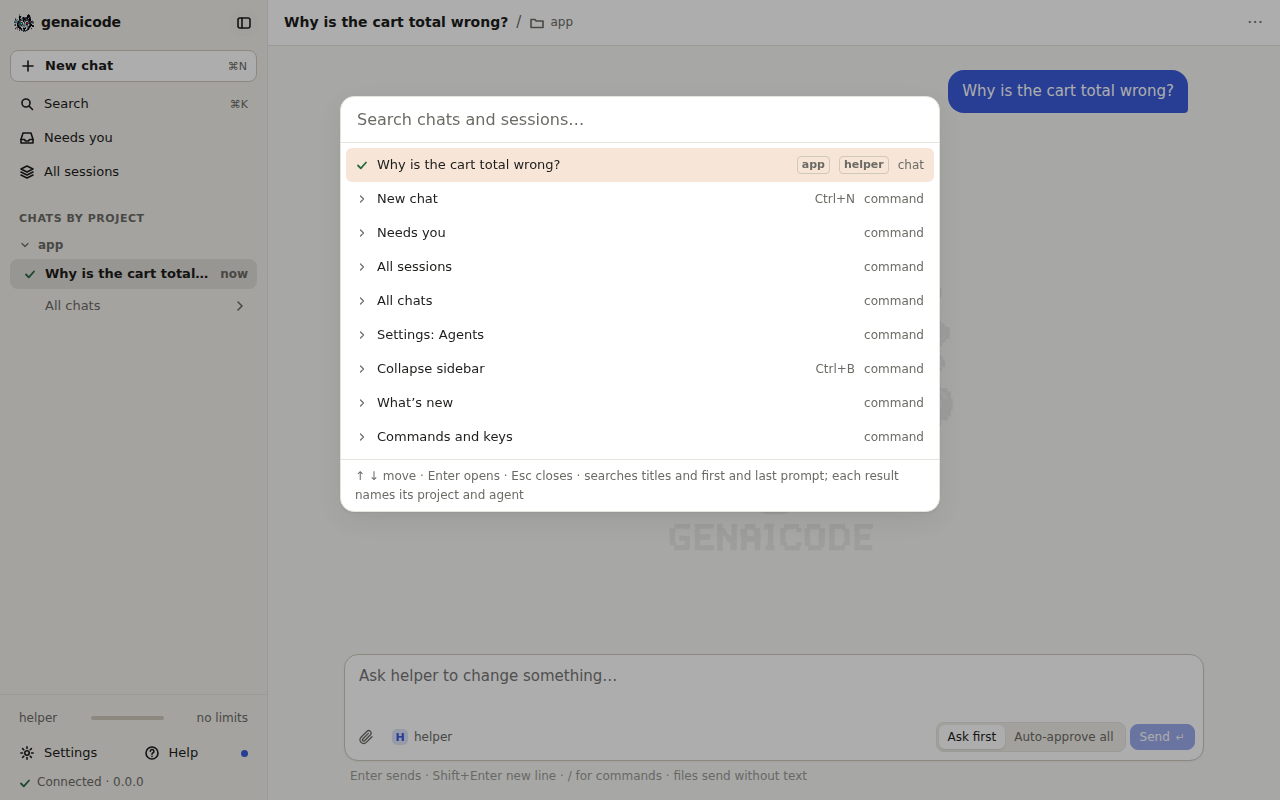 genaicode
New chat ⌘N
Search ⌘K
Needs you
All sessions
CHATS BY PROJECT
app
Why is the cart total... now
All chats
helper no limits
Settings Help
Connected · 0.0.0
Why is the cart total wrong? / app
Why is the cart total wrong?
Search chats and sessions…
Why is the cart total wrong? app helper chat
New chat Ctrl+N command
Needs you command
All sessions command
All chats command
Settings: Agents command
Collapse sidebar Ctrl+B command
What’s new command
Commands and keys command
↑ ↓ move · Enter opens · Esc closes · searches titles and first and last prompt; each result
names its project and agent
GENAICODE
Ask helper to change something…
H helper Ask first Auto-approve all Send ↵
Enter sends · Shift+Enter new line · / for commands · files send without text